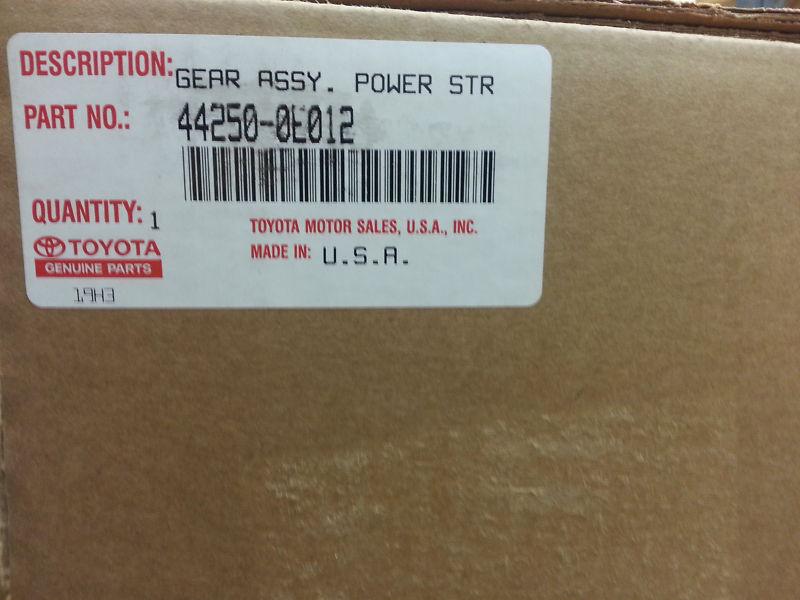 DESCRIPTION: GEAR ASSY. POWER STR
PART NO.: 44250-0E012
QUANTITY: 1
TOYOTA MOTOR SALES, U.S.A., INC.
MADE IN: U.S.A.
TOYOTA
GENUINE PARTS
19H3